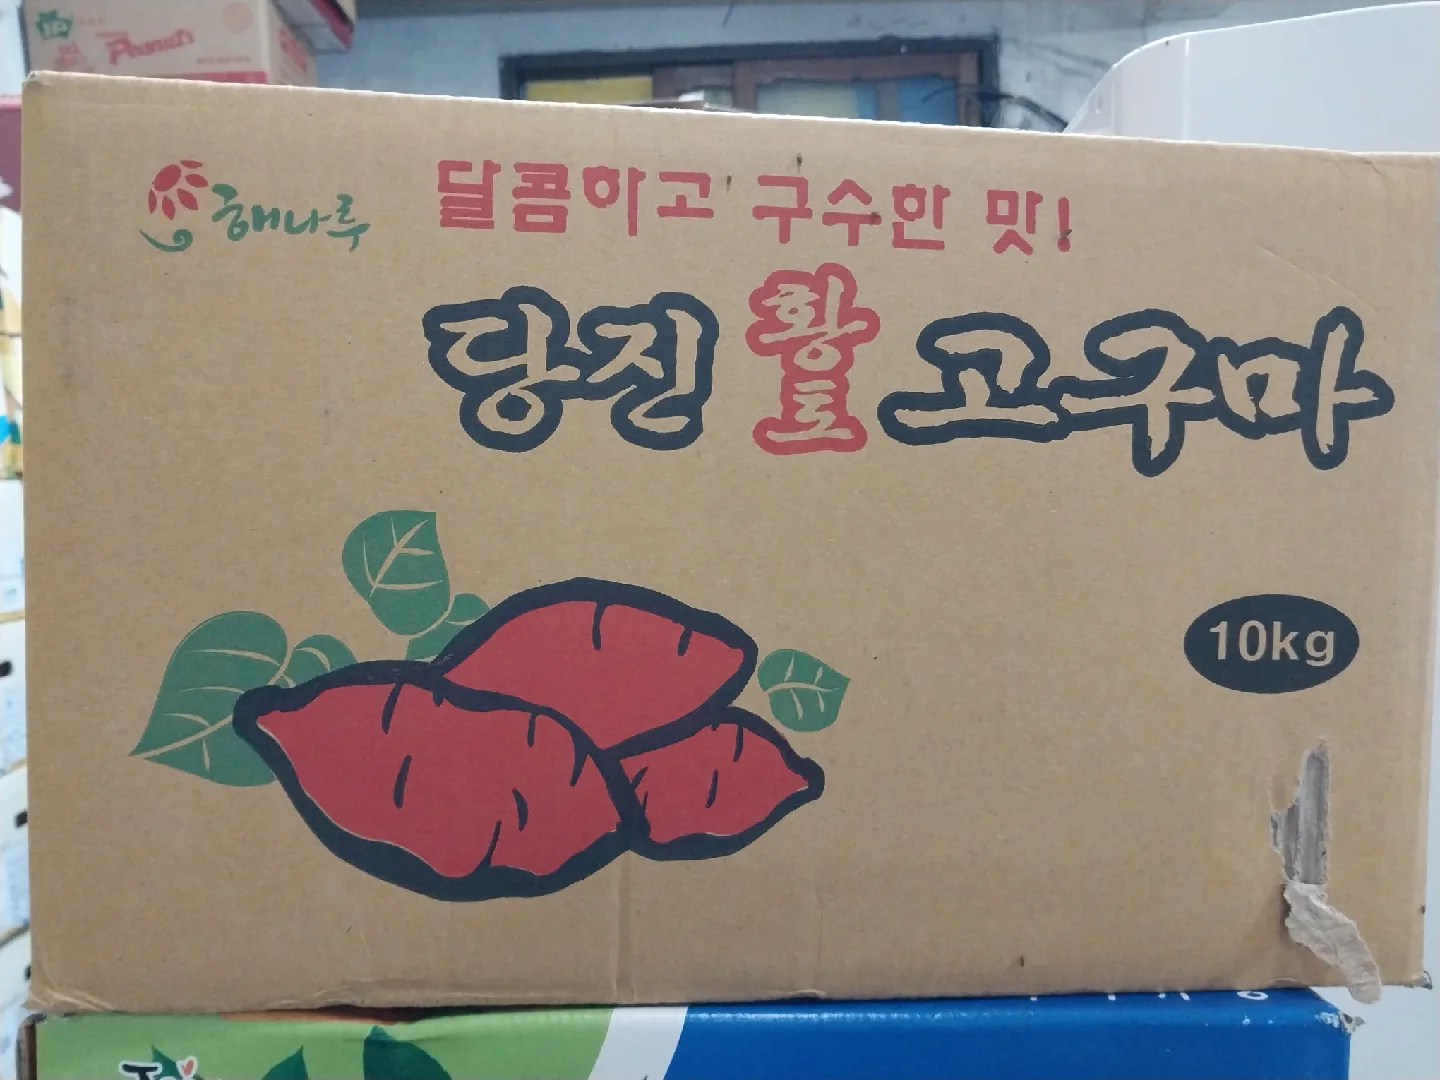 Peanuts
해나루
달콤하고 구수한 맛!
당진 황토 고구마
10kg